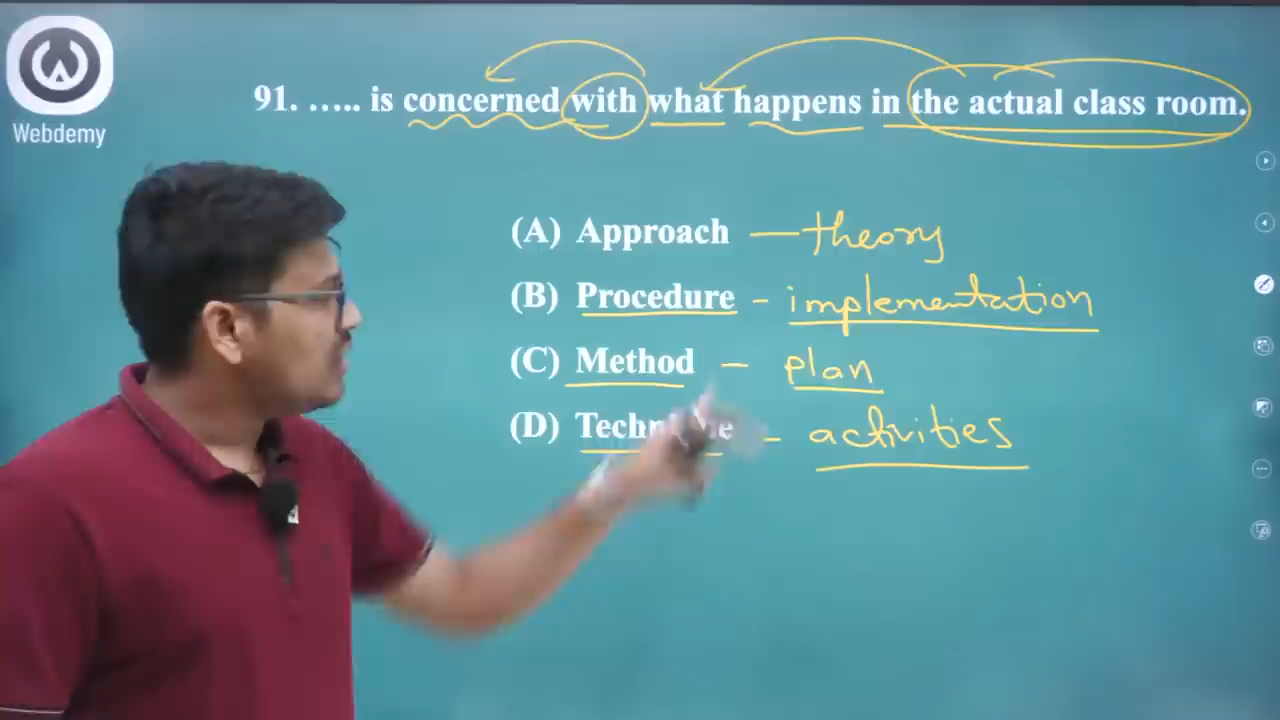 Webdemy
91. ..... is concerned with what happens in the actual class room.
(A) Approach — theory
(B) Procedure - implementation
(C) Method - plan
(D) - activities